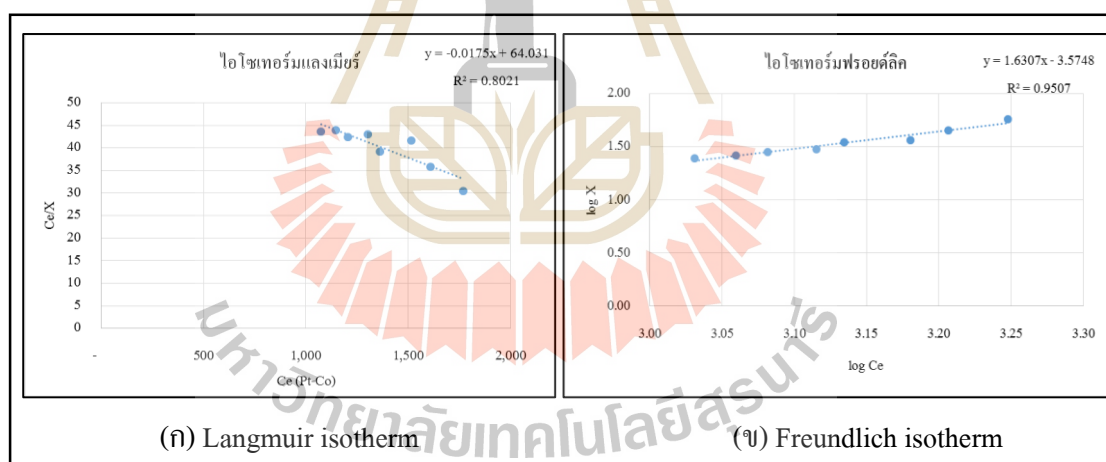 ไอโซเทอร์มแลงเมียร์
y = -0.0175x + 64.031
R² = 0.8021
50
45
40
35
30
25
20
15
10
5
0
Ce/X
- 500 1,000 1,500 2,000
Ce (Pt-Co)
(ก) Langmuir isotherm
ไอโซเทอร์มฟรอยด์ลิค
y = 1.6307x - 3.5748
R² = 0.9507
2.00
1.50
1.00
0.50
0.00
log X
3.00 3.05 3.10 3.15 3.20 3.25 3.30
log Ce
(ข) Freundlich isotherm
มหาวิทยาลัยเทคโนโลยีสุรนารี